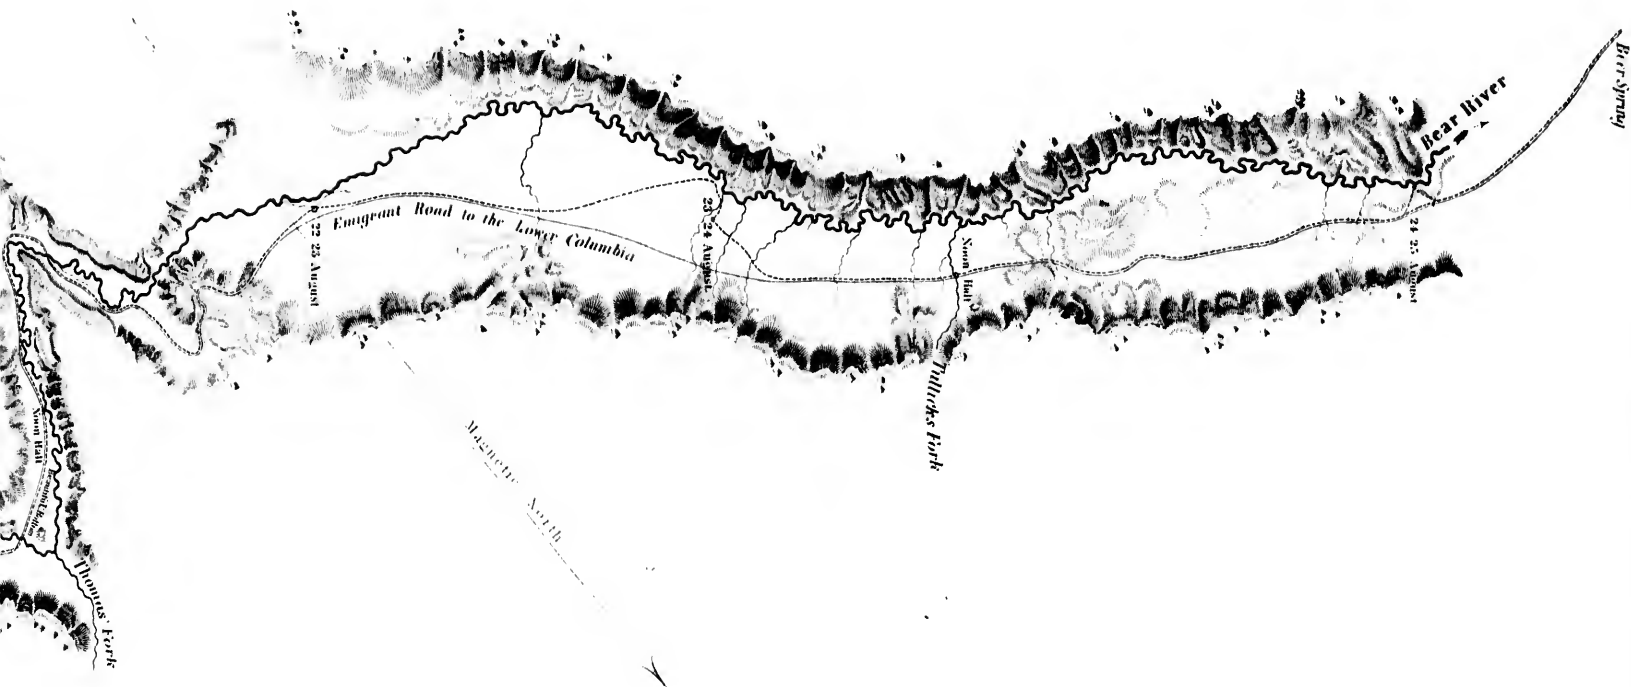 Beer Spring
Bear River
Emigrant Road to the Lower Columbia
22-23 August
23-24 August
Noon Halt
24-25 August
Tullicks Fork
Magnetic North
Noon Halt
Thomas' Fork